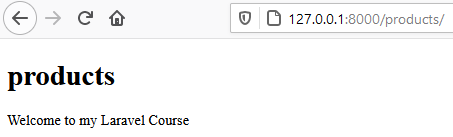 127.0.0.1:8000/products/
products
Welcome to my Laravel Course